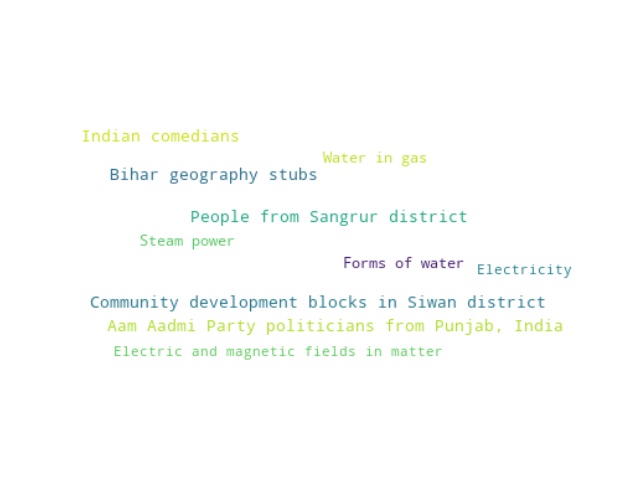 Indian comedians
Water in gas
Bihar geography stubs
People from Sangrur district
Steam power
Forms of water
Electricity
Community development blocks in Siwan district
Aam Aadmi Party politicians from Punjab, India
Electric and magnetic fields in matter